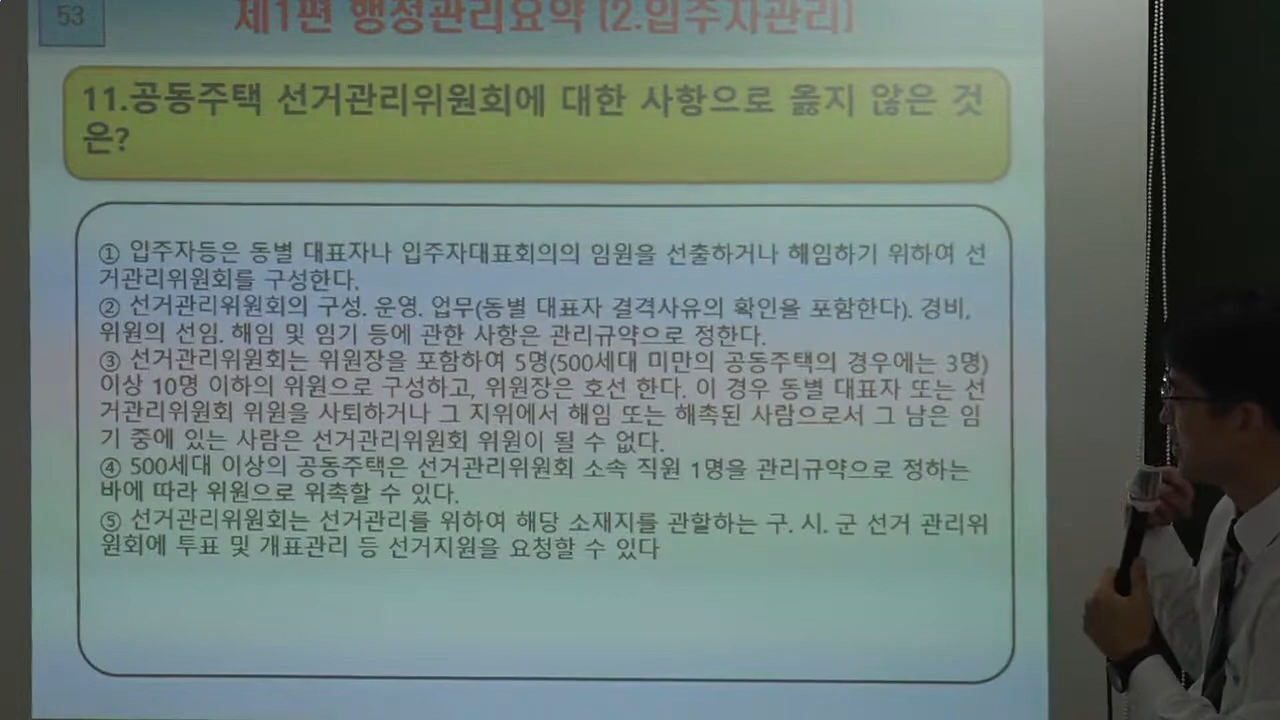 53
제1편 행정관리요약 [2.입주자관리]
11.공동주택 선거관리위원회에 대한 사항으로 옳지 않은 것
은?
① 입주자등은 동별 대표자나 입주자대표회의의 임원을 선출하거나 해임하기 위하여 선
거관리위원회를 구성한다.
② 선거관리위원회의 구성. 운영. 업무(동별 대표자 결격사유의 확인을 포함한다). 경비,
위원의 선임. 해임 및 임기 등에 관한 사항은 관리규약으로 정한다.
③ 선거관리위원회는 위원장을 포함하여 5명(500세대 미만의 공동주택의 경우에는 3명)
이상 10명 이하의 위원으로 구성하고, 위원장은 호선 한다. 이 경우 동별 대표자 또는 선
거관리위원회 위원을 사퇴하거나 그 지위에서 해임 또는 해촉된 사람으로서 그 남은 임
기 중에 있는 사람은 선거관리위원회 위원이 될 수 없다.
④ 500세대 이상의 공동주택은 선거관리위원회 소속 직원 1명을 관리규약으로 정하는
바에 따라 위원으로 위촉할 수 있다.
⑤ 선거관리위원회는 선거관리를 위하여 해당 소재지를 관할하는 구. 시. 군 선거 관리위
원회에 투표 및 개표관리 등 선거지원을 요청할 수 있다